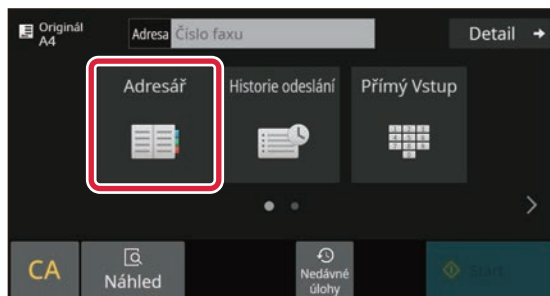 Originál
A4
Adresa Číslo faxu
Detail
Adresář
Historie odeslání
Přímý Vstup
CA
Náhled
Nedávné
úlohy
Start